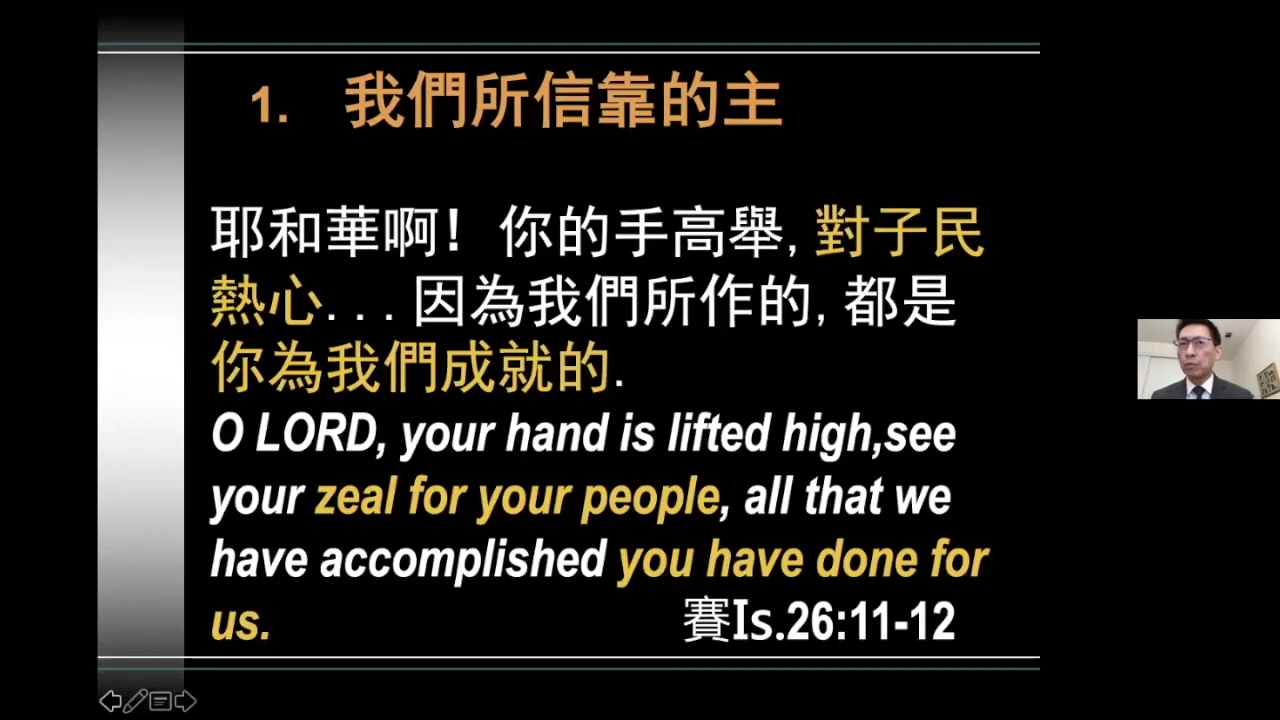 1. 我們所信靠的主
耶和華啊! 你的手高舉,對子民
熱心...因為我們所作的,都是
你為我們成就的.
O LORD, your hand is lifted high,see
your zeal for your people, all that we
have accomplished you have done for
us. 賽Is.26:11-12